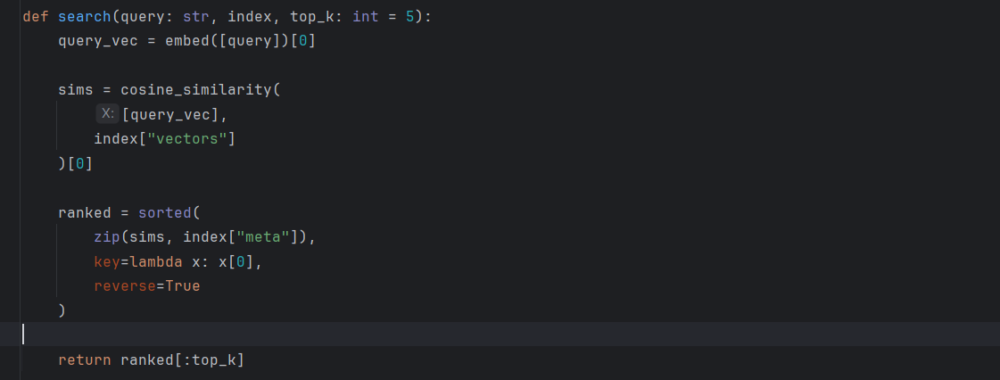 def search(query: str, index, top_k: int = 5):
    query_vec = embed([query])[0]
    sims = cosine_similarity(
        X: [query_vec],
        index["vectors"]
    )[0]
    ranked = sorted(
        zip(sims, index["meta"]),
        key=lambda x: x[0],
        reverse=True
    )
    return ranked[:top_k]